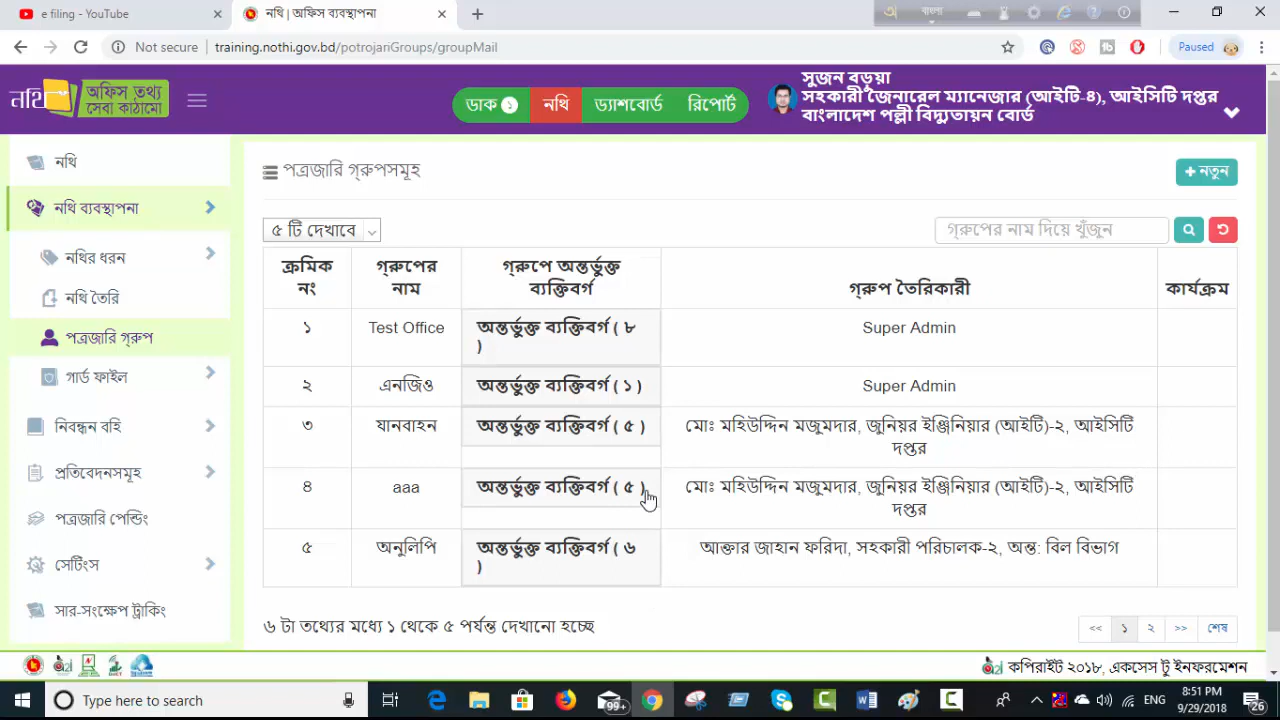 e filing - YouTube
নথি | অফিস ব্যবস্থাপনা
বাংলা
Not secure
training.nothi.gov.bd/potrojariGroups/groupMail
Paused
নথি
অফিস তথ্য
সেবা কাঠামো
ডাক ১
নথি
ড্যাশবোর্ড
রিপোর্ট
সুজন বড়ুয়া
সহকারী জেনারেল ম্যানেজার (আইটি-৪), আইসিটি দপ্তর
বাংলাদেশ পল্লী বিদ্যুতায়ন বোর্ড
নথি
নথি ব্যবস্থাপনা
নথির ধরন
নথি তৈরি
পত্রজারি গ্রুপ
গার্ড ফাইল
নিবন্ধন বহি
প্রতিবেদনসমূহ
পত্রজারি পেন্ডিং
সেটিংস
সার-সংক্ষেপ ট্রাকিং
পত্রজারি গ্রুপসমূহ
নতুন
৫ টি দেখাবে
গ্রুপের নাম দিয়ে খুঁজুন
ক্রমিক নং গ্রুপের নাম গ্রুপে অন্তর্ভুক্ত ব্যক্তিবর্গ গ্রুপ তৈরিকারী কার্যক্রম
১ Test Office অন্তর্ভুক্ত ব্যক্তিবর্গ ( ৮ ) Super Admin
২ এনজিও অন্তর্ভুক্ত ব্যক্তিবর্গ ( ১ ) Super Admin
৩ যানবাহন অন্তর্ভুক্ত ব্যক্তিবর্গ ( ৫ ) মোঃ মহিউদ্দিন মজুমদার, জুনিয়র ইঞ্জিনিয়ার (আইটি)-২, আইসিটি দপ্তর
৪ aaa অন্তর্ভুক্ত ব্যক্তিবর্গ ( ৫ ) মোঃ মহিউদ্দিন মজুমদার, জুনিয়র ইঞ্জিনিয়ার (আইটি)-২, আইসিটি দপ্তর
৫ অনুলিপি অন্তর্ভুক্ত ব্যক্তিবর্গ ( ৬ ) আক্তার জাহান ফরিদা, সহকারী পরিচালক-২, অন্ত: বিল বিভাগ
৬ টা তথ্যের মধ্যে ১ থেকে ৫ পর্যন্ত দেখানো হচ্ছে
<< ১ ২ >> শেষ
কপিরাইট ২০১৮, একসেস টু ইনফরমেশন
Type here to search
99+
ENG
8:51 PM
9/29/2018
26